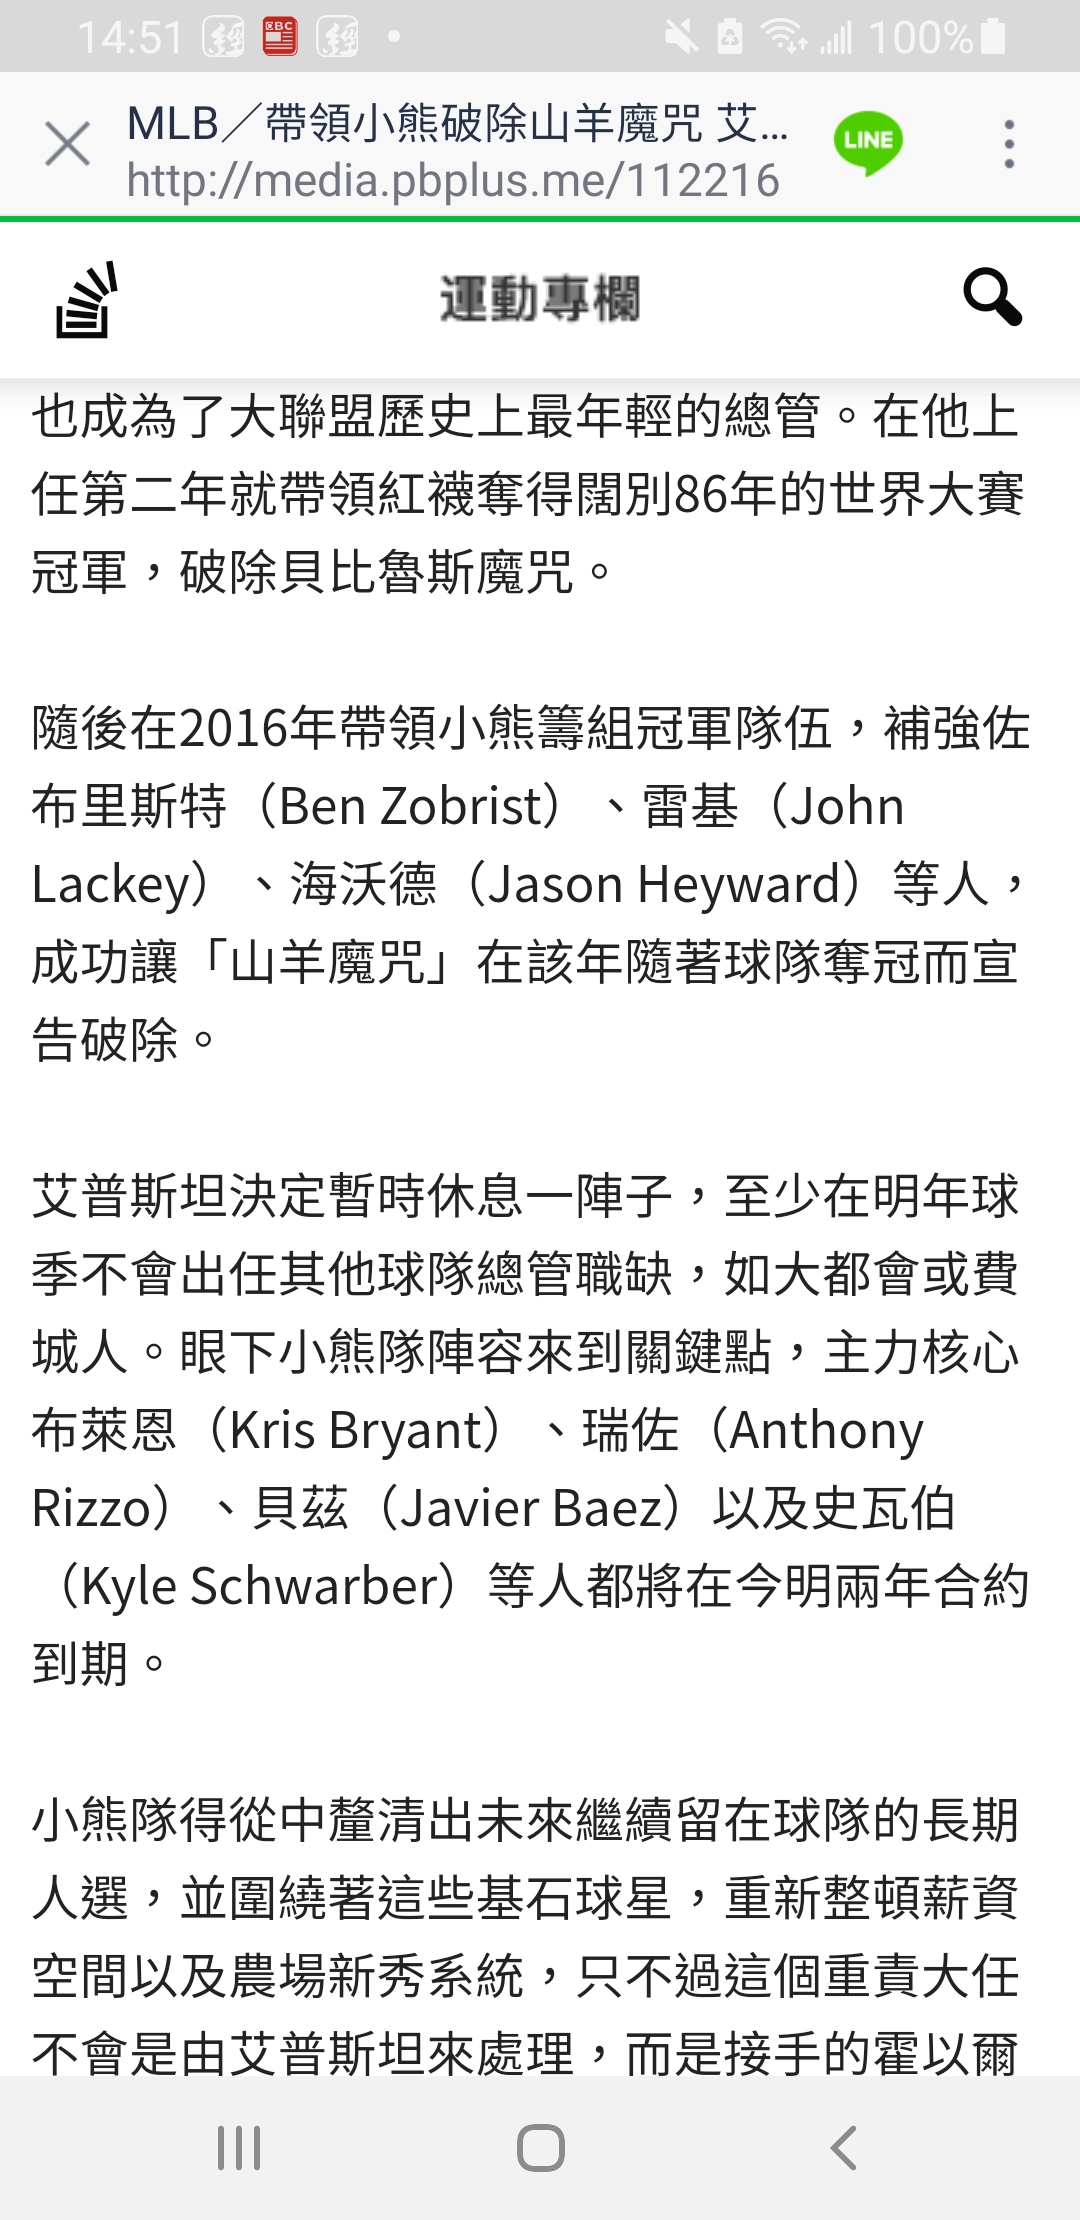 14:51 經 CBC 經 100%
MLB／帶領小熊破除山羊魔咒 艾...
http://media.pbplus.me/112216
LINE
運動專欄
也成為了大聯盟歷史上最年輕的總管。在他上
任第二年就帶領紅襪奪得闊別86年的世界大賽
冠軍，破除貝比魯斯魔咒。
隨後在2016年帶領小熊籌組冠軍隊伍，補強佐
布里斯特（Ben Zobrist）、雷基（John
Lackey）、海沃德（Jason Heyward）等人，
成功讓「山羊魔咒」在該年隨著球隊奪冠而宣
告破除。
艾普斯坦決定暫時休息一陣子，至少在明年球
季不會出任其他球隊總管職缺，如大都會或費
城人。眼下小熊隊陣容來到關鍵點，主力核心
布萊恩（Kris Bryant）、瑞佐（Anthony
Rizzo）、貝茲（Javier Baez）以及史瓦伯
（Kyle Schwarber）等人都將在今明兩年合約
到期。
小熊隊得從中釐清出未來繼續留在球隊的長期
人選，並圍繞著這些基石球星，重新整頓薪資
空間以及農場新秀系統，只不過這個重責大任
不會是由艾普斯坦來處理，而是接手的霍以爾